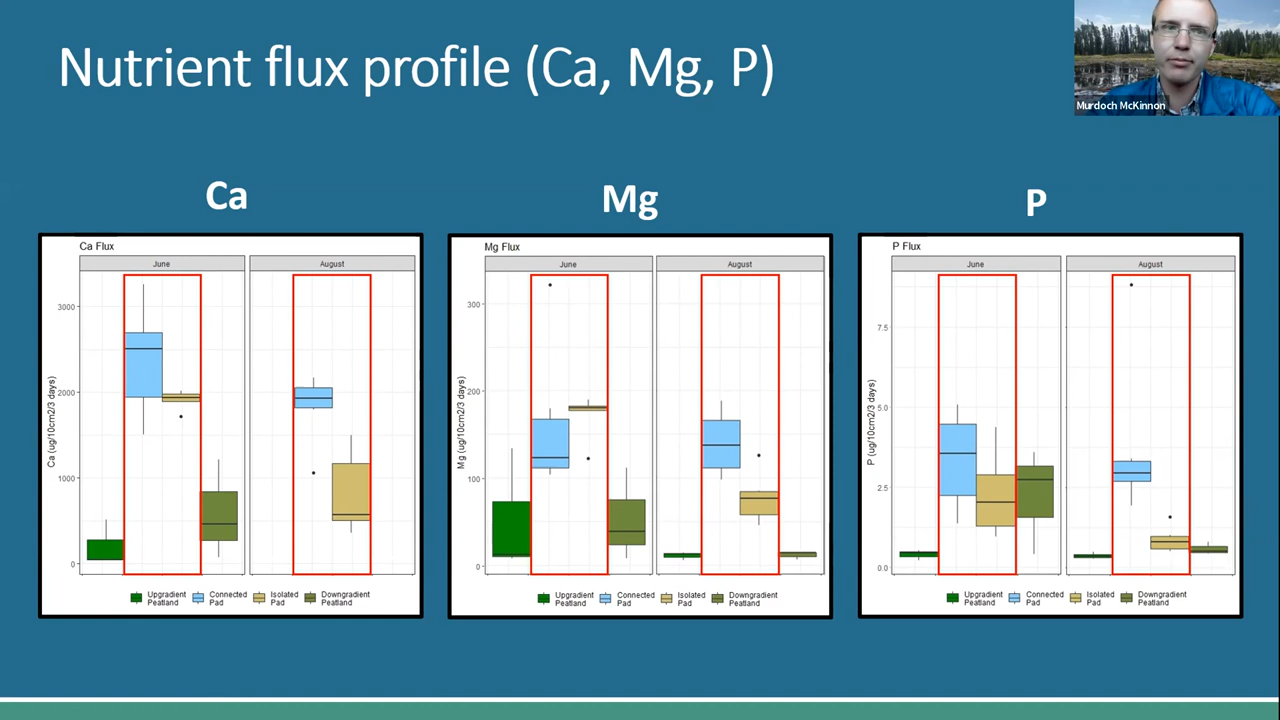 Nutrient flux profile (Ca, Mg, P)
Murdoch McKinnon
Ca
Ca Flux
June
August
Ca (ug/10cm2/3 days)
3000
2000
1000
0
Upgradient Peatland
Connected Pad
Isolated Pad
Downgradient Peatland
Mg
Mg Flux
June
August
Mg (ug/10cm2/3 days)
300
200
100
0
Upgradient Peatland
Connected Pad
Isolated Pad
Downgradient Peatland
P
P Flux
June
August
P (ug/10cm2/3 days)
7.5
5.0
2.5
0.0
Upgradient Peatland
Connected Pad
Isolated Pad
Downgradient Peatland